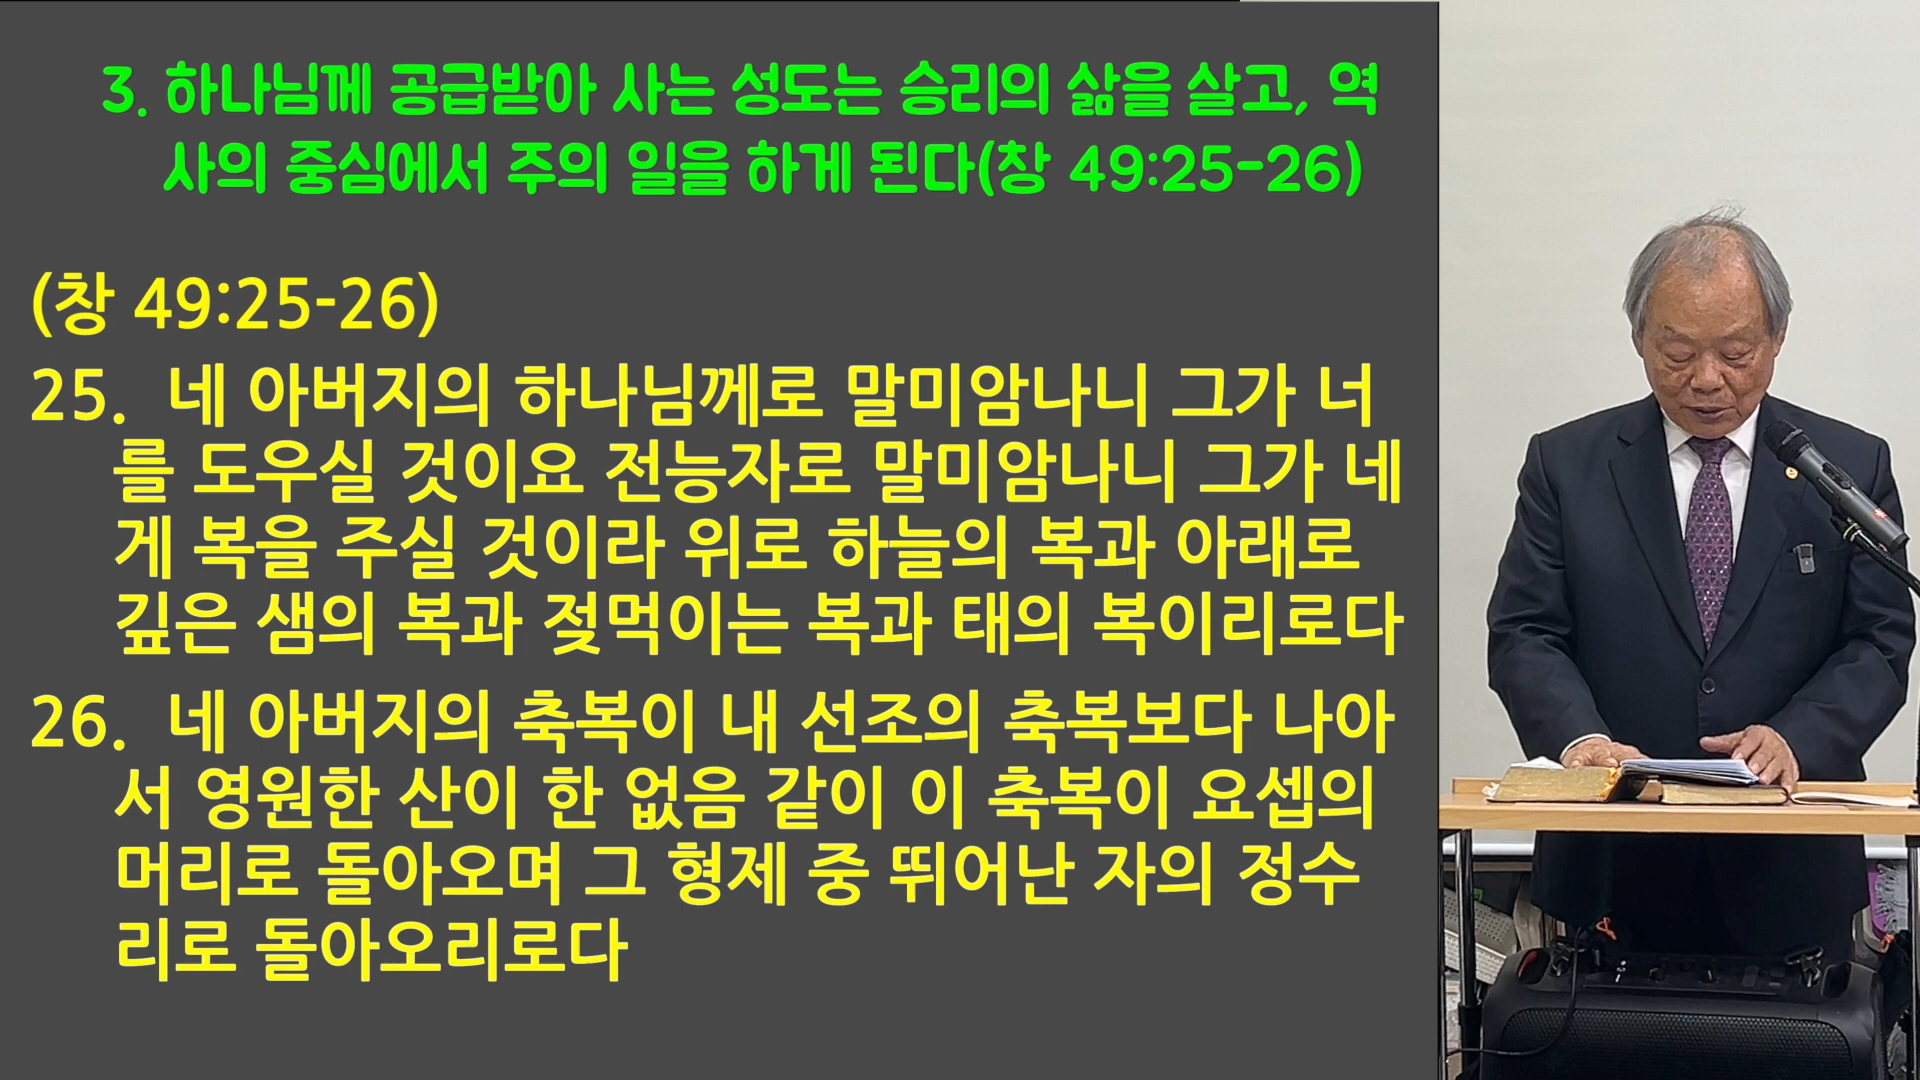 3. 하나님께 공급받아 사는 성도는 승리의 삶을 살고, 역
사의 중심에서 주의 일을 하게 된다(창 49:25-26)
(창 49:25-26)
25. 네 아버지의 하나님께로 말미암나니 그가 너
를 도우실 것이요 전능자로 말미암나니 그가 네
게 복을 주실 것이라 위로 하늘의 복과 아래로
깊은 샘의 복과 젖먹이는 복과 태의 복이리로다
26. 네 아버지의 축복이 내 선조의 축복보다 나아
서 영원한 산이 한 없음 같이 이 축복이 요셉의
머리로 돌아오며 그 형제 중 뛰어난 자의 정수
리로 돌아오리로다